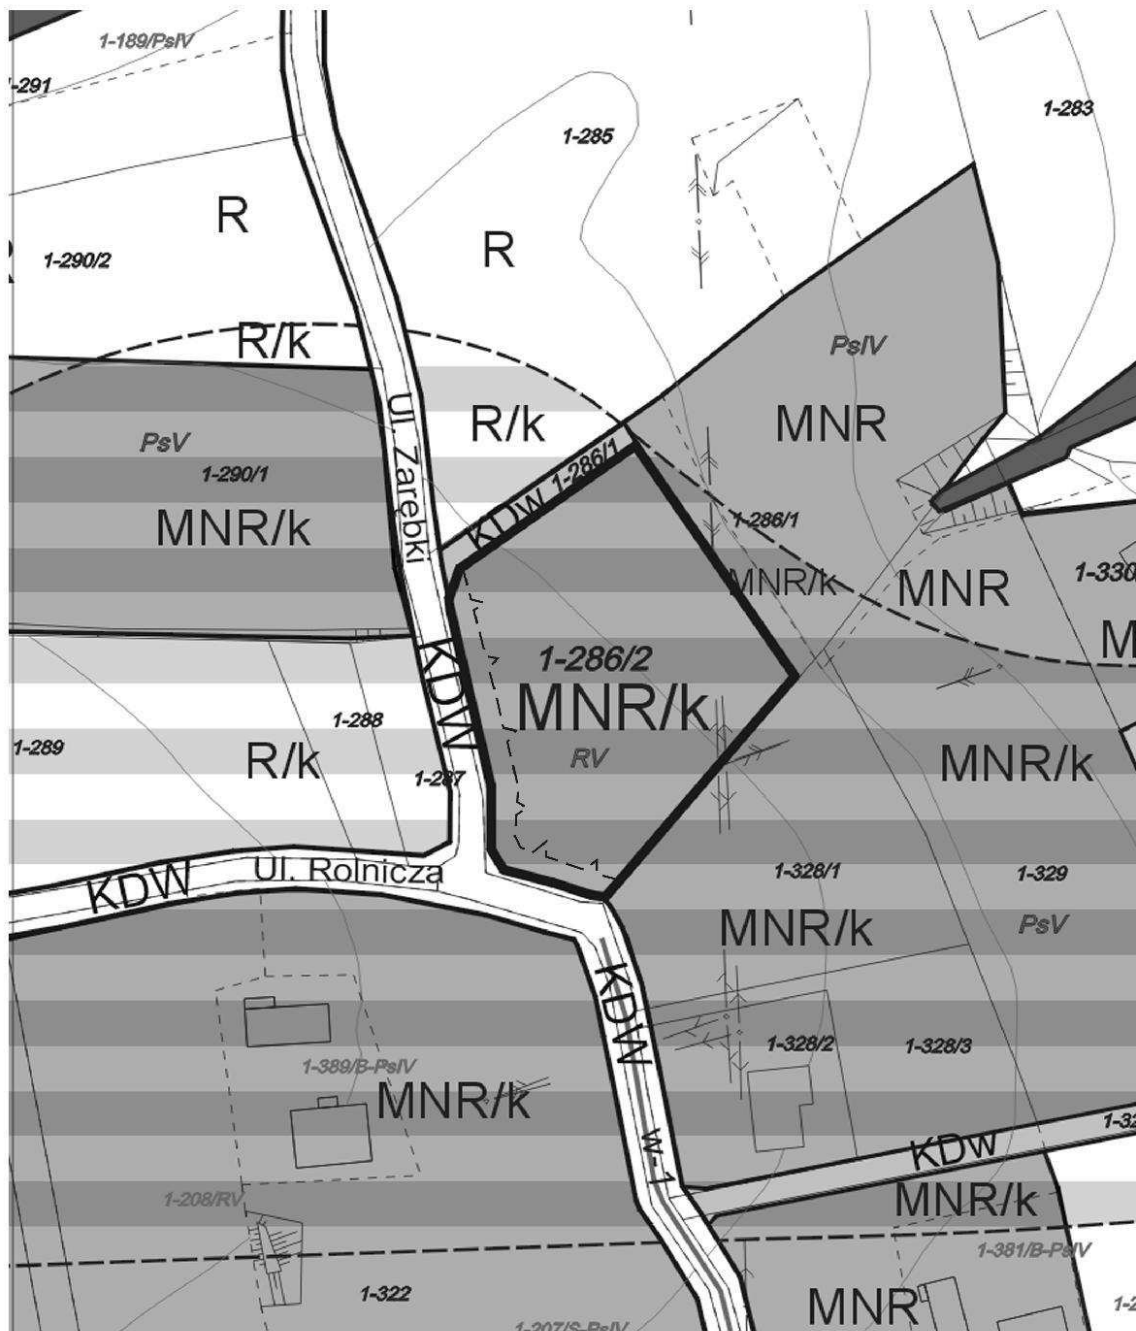 1-189/PsIV
1-291
1-285
1-283
R
R
1-290/2
R/k
PsIV
R/k
MNR
PsV
1-290/1
Ul. Zarębki
KDW 1-286/1
MNR/k
1-286/1
MNR/k
MNR
1-330
M
1-286/2
MNR/k
KDW
1-288
1-289
R/k
RV
MNR/k
1-287
Ul. Rolnicza
KDW
1-328/1
1-329
MNR/k
PsV
KDW
1-328/2
1-328/3
1-389/B-PsIV
MNR/k
w-1
KDw
MNR/k
1-208/RV
1-381/B-PsIV
1-322
MNR
1-207/S-PsIV